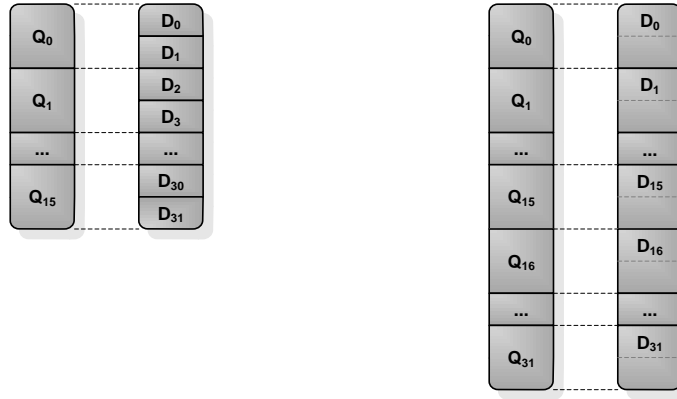 Q₀
Q₁
...
Q₁₅
D₀
D₁
D₂
D₃
...
D₃₀
D₃₁
Q₀
Q₁
...
Q₁₅
Q₁₆
...
Q₃₁
D₀
D₁
...
D₁₅
D₁₆
...
D₃₁